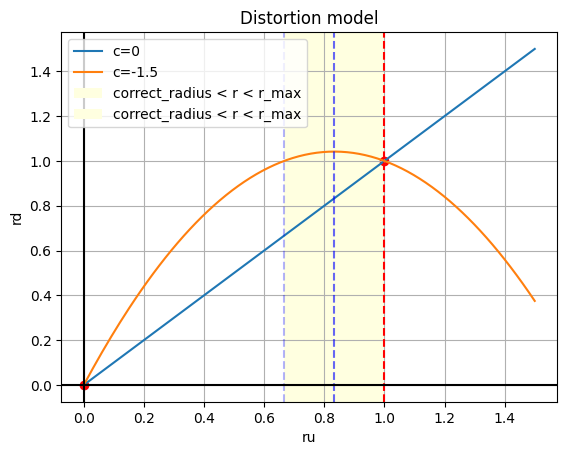 Distortion model
c=0
c=-1.5
correct_radius < r < r_max
correct_radius < r < r_max
rd
1.4
1.2
1.0
0.8
0.6
0.4
0.2
0.0
0.0 0.2 0.4 0.6 0.8 1.0 1.2 1.4
ru